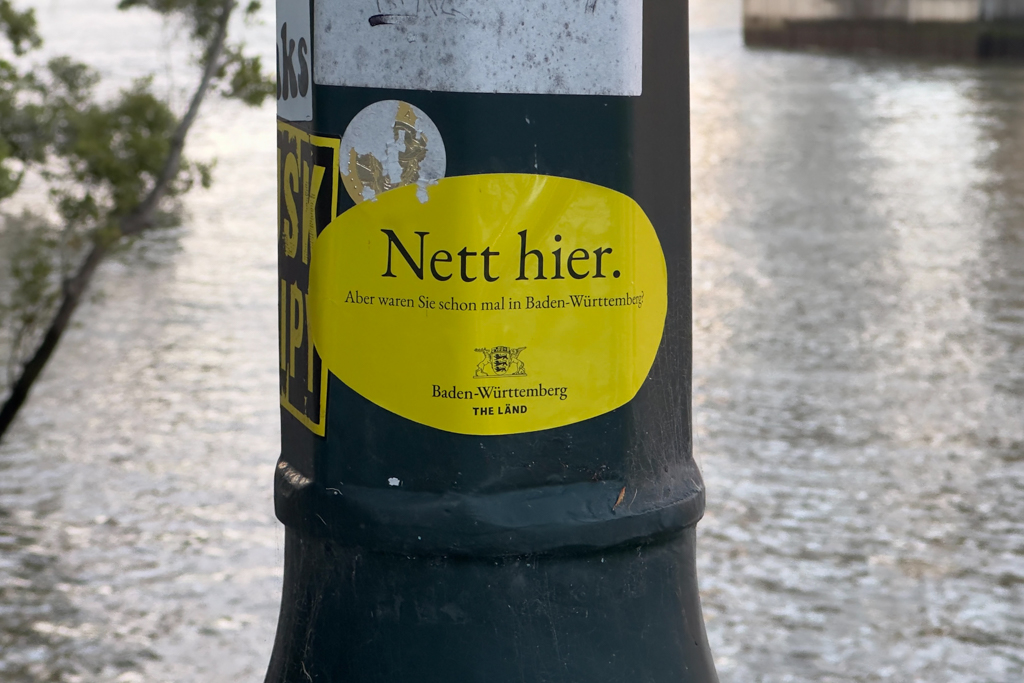 Nett hier.
Aber waren Sie schon mal in Baden-Württemberg?
Baden-Württemberg
THE LÄND